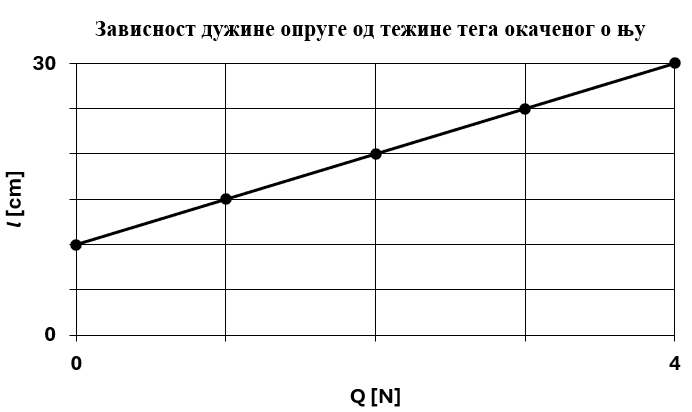 Зависност дужине опруге од тежине тега окаченог о њу
30
l [cm]
0
0
4
Q [N]